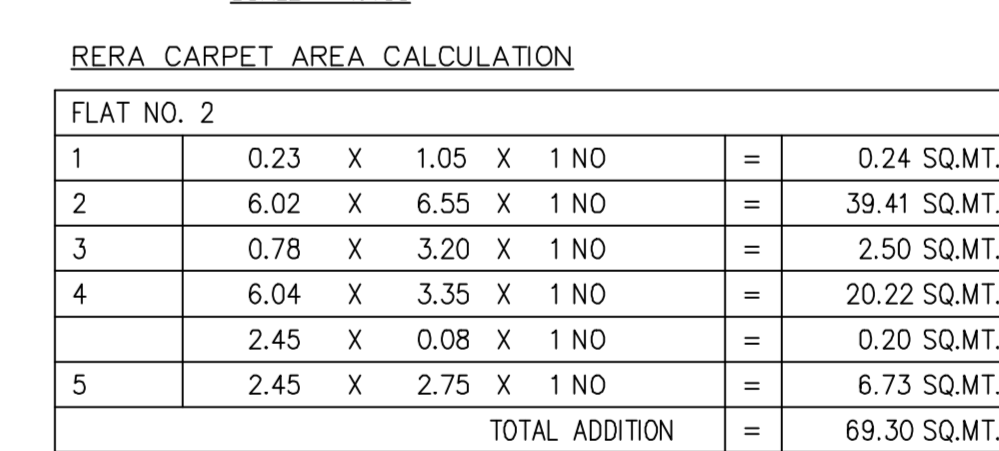 RERA CARPET AREA CALCULATION
FLAT NO. 2
1 0.23 X 1.05 X 1 NO = 0.24 SQ.MT.
2 6.02 X 6.55 X 1 NO = 39.41 SQ.MT.
3 0.78 X 3.20 X 1 NO = 2.50 SQ.MT.
4 6.04 X 3.35 X 1 NO = 20.22 SQ.MT.
2.45 X 0.08 X 1 NO = 0.20 SQ.MT.
5 2.45 X 2.75 X 1 NO = 6.73 SQ.MT.
TOTAL ADDITION = 69.30 SQ.MT.